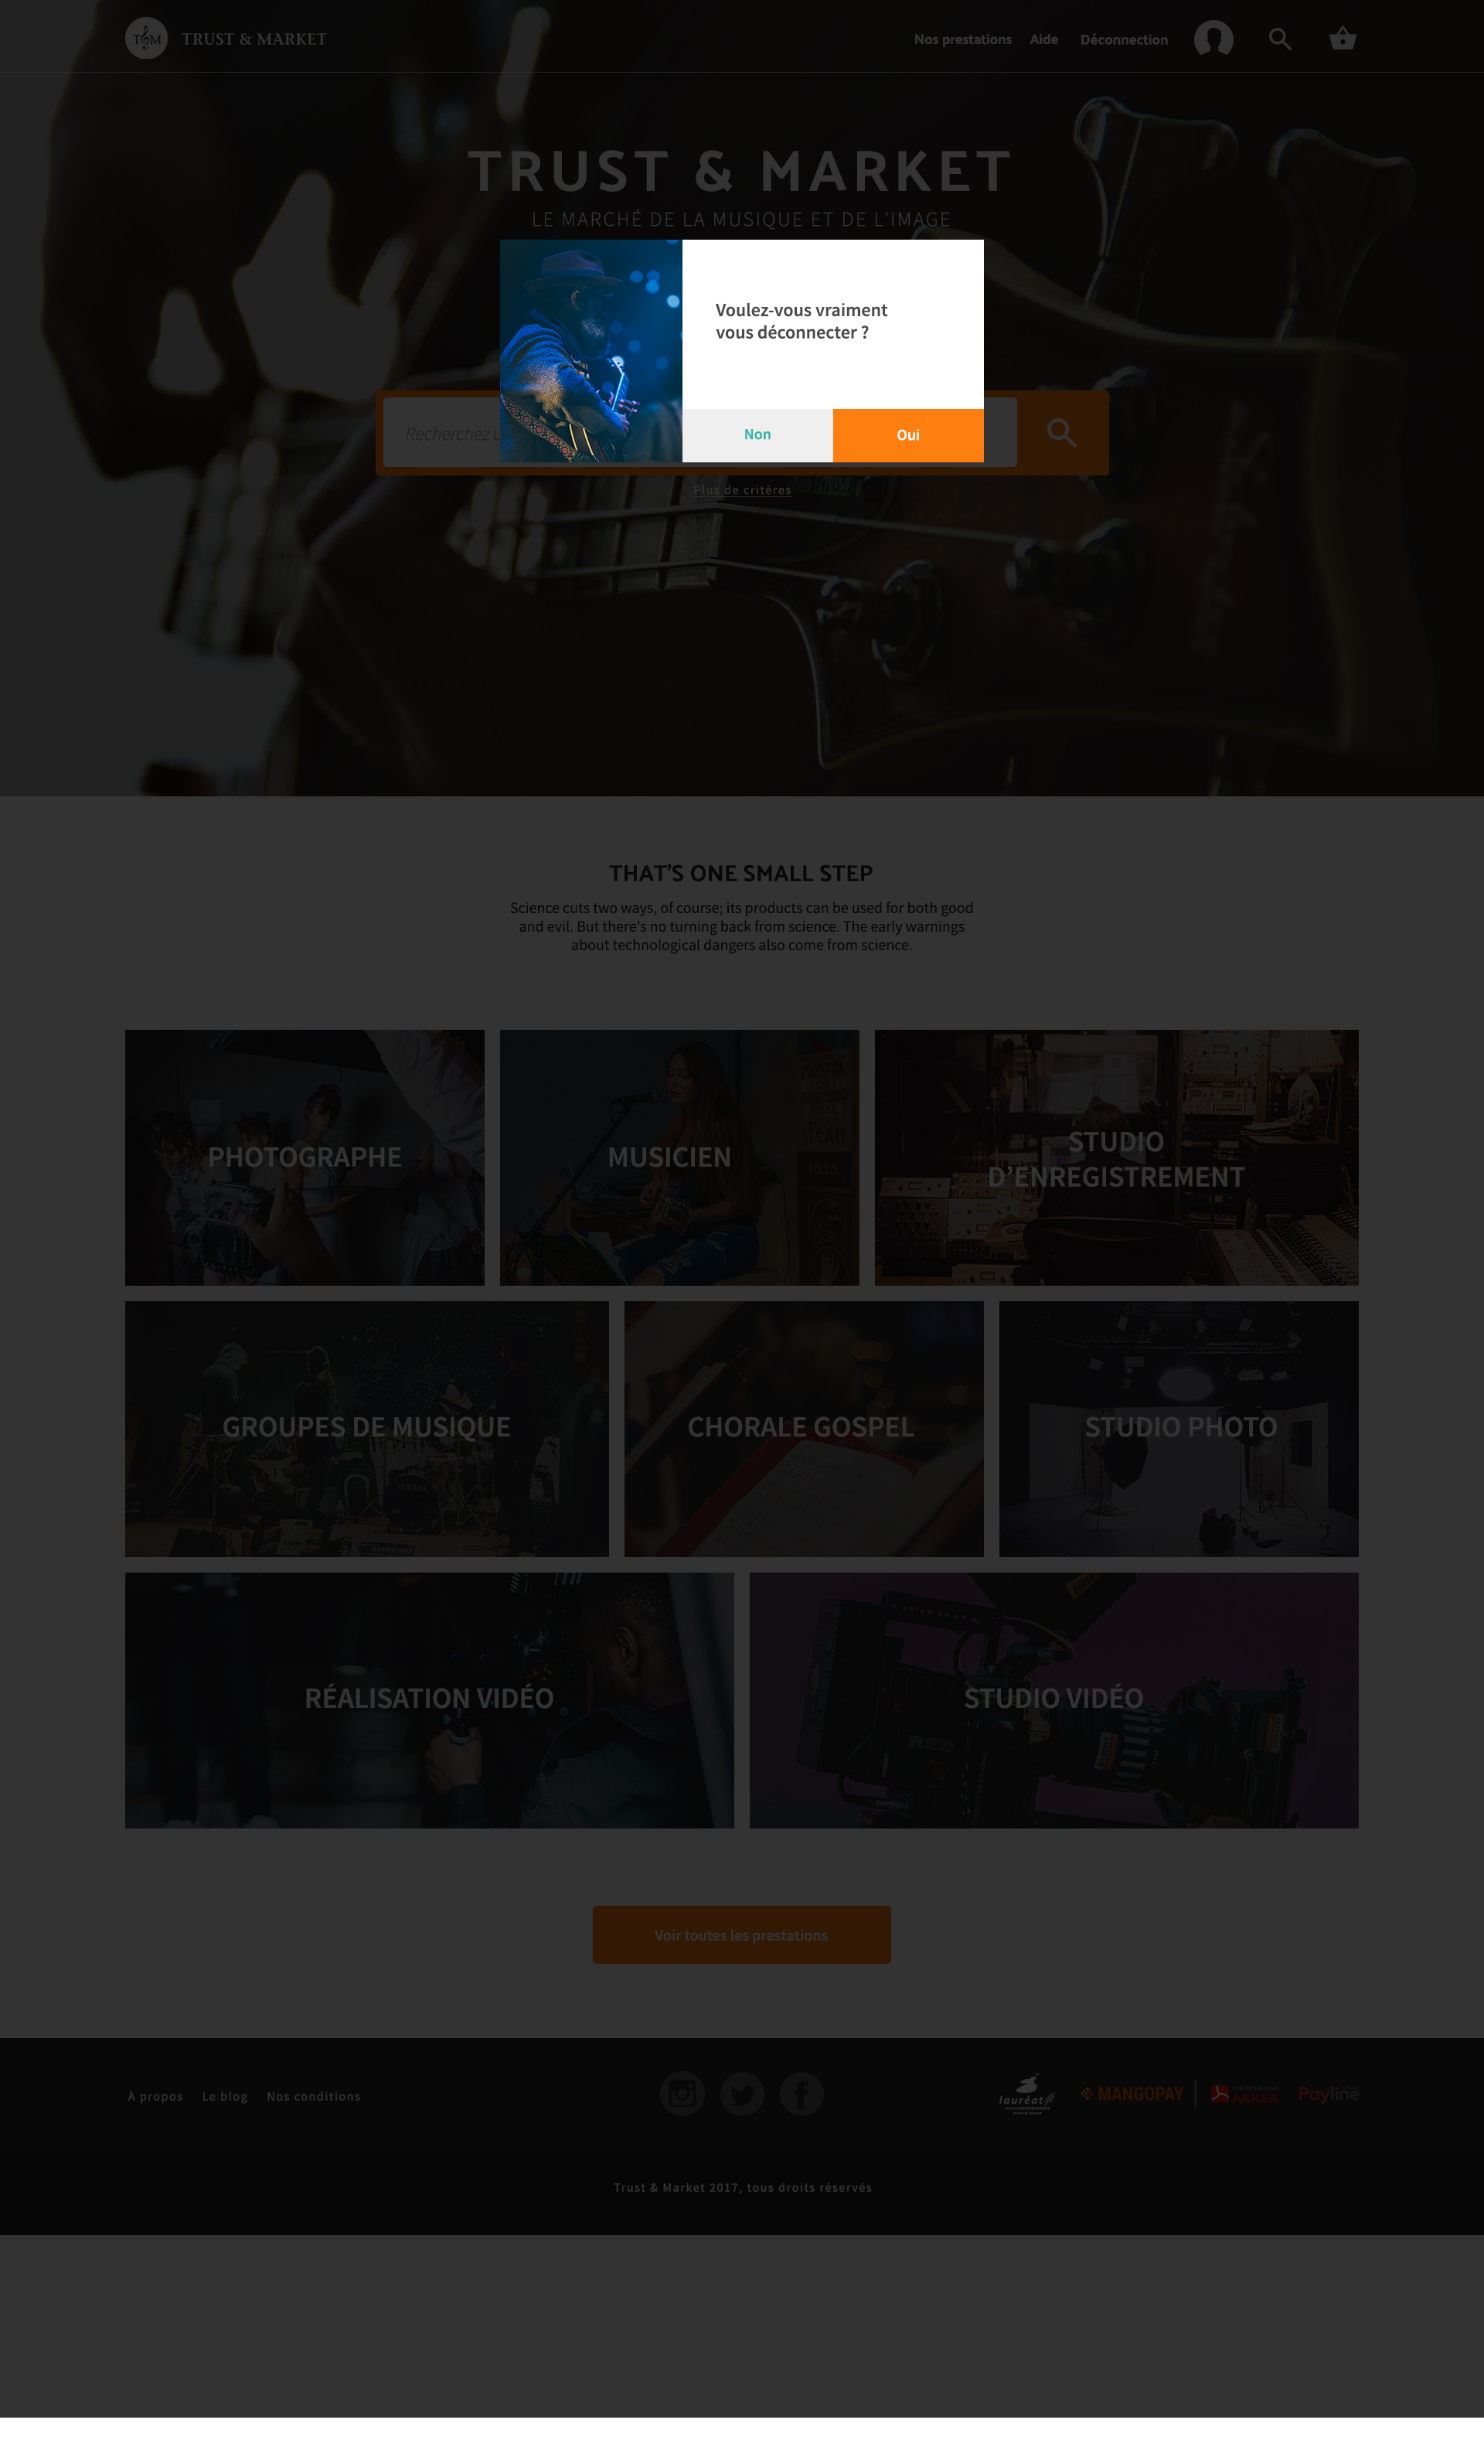 TRUST & MARKET
Nos prestations
Aide
Déconnection
TRUST & MARKET
LE MARCHÉ DE LA MUSIQUE ET DE L'IMAGE
Voulez-vous vraiment
vous déconnecter ?
Non
Oui
Recherchez
Plus de critères
THAT'S ONE SMALL STEP
Science cuts two ways, of course; its products can be used for both good
and evil. But there's no turning back from science. The early warnings
about technological dangers also come from science.
PHOTOGRAPHE
MUSICIEN
STUDIO
D'ENREGISTREMENT
GROUPES DE MUSIQUE
CHORALE GOSPEL
STUDIO PHOTO
RÉALISATION VIDÉO
STUDIO VIDÉO
Voir toutes les prestations
À propos
Le blog
Nos conditions
lauréat
MANGOPAY
ARKEA
Payline
Trust & Market 2017, tous droits réservés